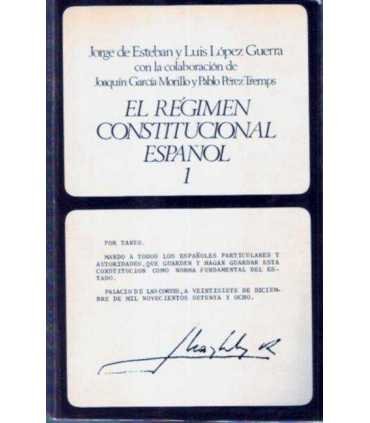 Jorge de Esteban y Luis López Guerra
con la colaboración de
Joaquín García Morillo y Pablo Pérez Tremps
EL RÉGIMEN
CONSTITUCIONAL
ESPAÑOL
1
POR TANTO,
MANDO A TODOS LOS ESPAÑOLES PARTICULARES Y
AUTORIDADES, QUE GUARDEN Y HAGAN GUARDAR ESTA
CONSTITUCION COMO NORMA FUNDAMENTAL DEL ES-
TADO.
PALACIO DE LAS CORTES, A VEINTISIETE DE DICIEM-
BRE DE MIL NOVECIENTOS SETENTA Y OCHO.